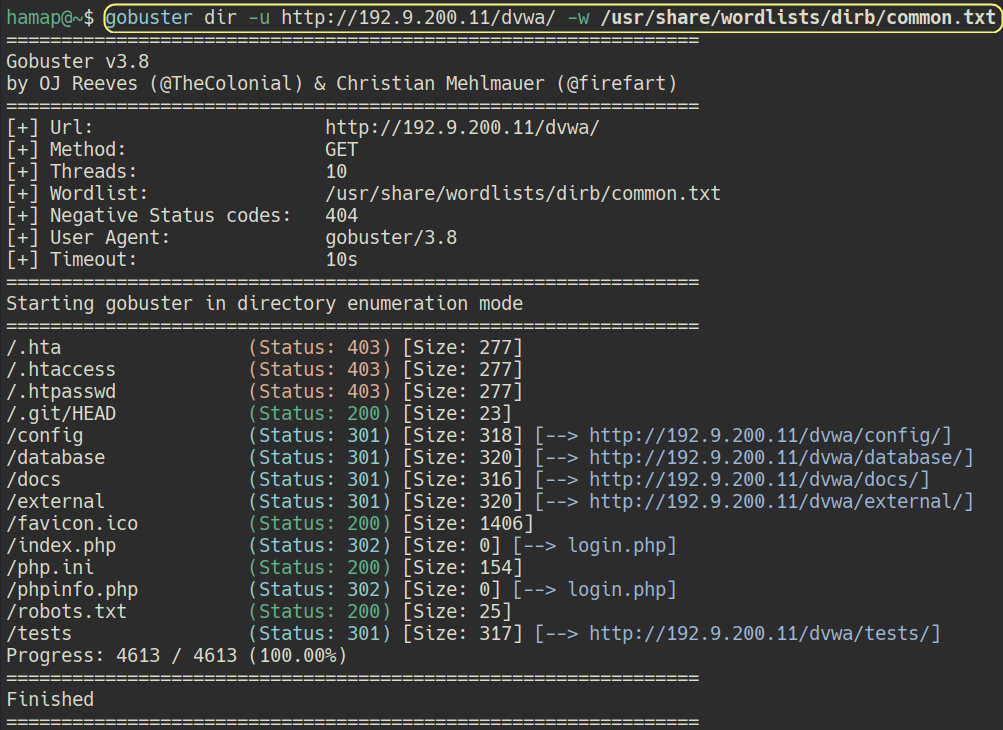 hamap@~$ gobuster dir -u http://192.9.200.11/dvwa/ -w /usr/share/wordlists/dirb/common.txt
===============================================================
Gobuster v3.8
by OJ Reeves (@TheColonial) & Christian Mehlmauer (@firefart)
===============================================================
[+] Url:                     http://192.9.200.11/dvwa/
[+] Method:                  GET
[+] Threads:                 10
[+] Wordlist:                /usr/share/wordlists/dirb/common.txt
[+] Negative Status codes:   404
[+] User Agent:              gobuster/3.8
[+] Timeout:                 10s
===============================================================
Starting gobuster in directory enumeration mode
===============================================================
/.hta                 (Status: 403) [Size: 277]
/.htaccess            (Status: 403) [Size: 277]
/.htpasswd            (Status: 403) [Size: 277]
/.git/HEAD            (Status: 200) [Size: 23]
/config               (Status: 301) [Size: 318] [--> http://192.9.200.11/dvwa/config/]
/database             (Status: 301) [Size: 320] [--> http://192.9.200.11/dvwa/database/]
/docs                 (Status: 301) [Size: 316] [--> http://192.9.200.11/dvwa/docs/]
/external             (Status: 301) [Size: 320] [--> http://192.9.200.11/dvwa/external/]
/favicon.ico          (Status: 200) [Size: 1406]
/index.php            (Status: 302) [Size: 0] [--> login.php]
/php.ini              (Status: 200) [Size: 154]
/phpinfo.php          (Status: 302) [Size: 0] [--> login.php]
/robots.txt           (Status: 200) [Size: 25]
/tests                (Status: 301) [Size: 317] [--> http://192.9.200.11/dvwa/tests/]
Progress: 4613 / 4613 (100.00%)
===============================================================
Finished
===============================================================